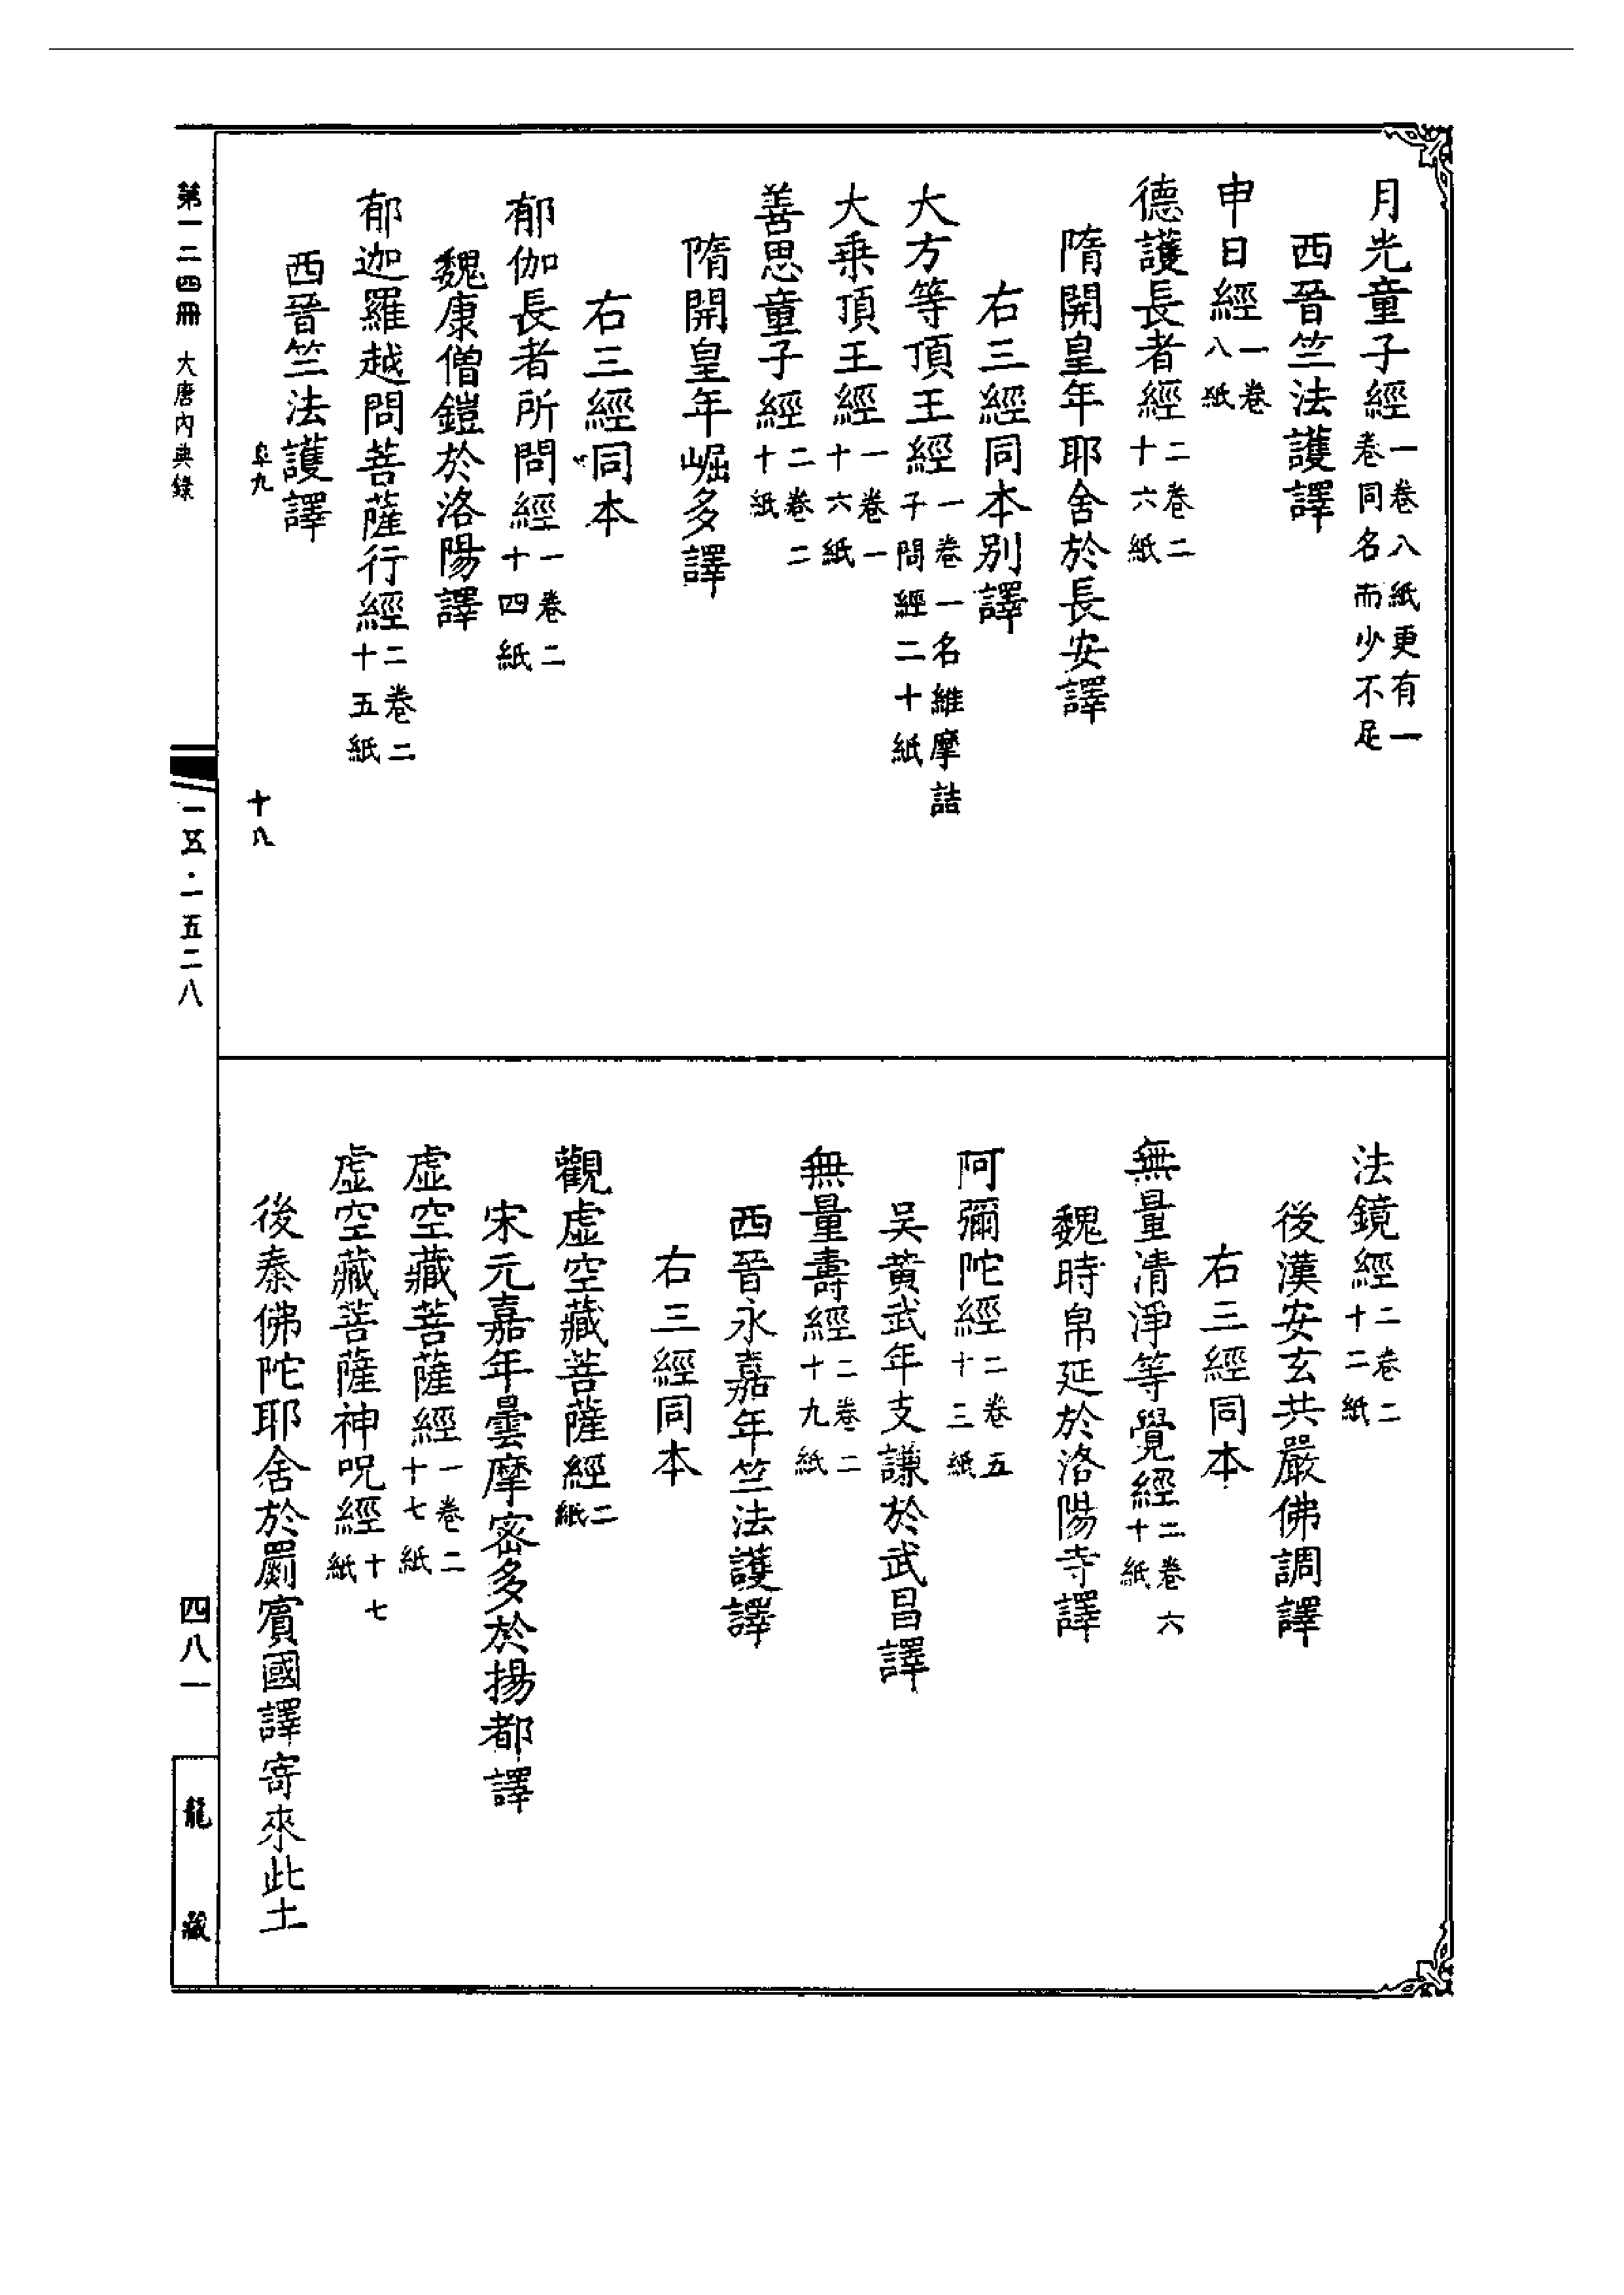 月光童子經一卷八紙更有一卷同名而少不足
西晉竺法護譯
申日經一卷八紙
德護長者經二卷二十六紙
隋開皇年耶舍於長安譯
右三經同本別譯
大方等頂王經一卷一名維摩詰子問經二十紙
大乗頂王經一卷一十六紙
善思童子經二卷二十紙
隋開皇年崛多譯
右三經同本
郁伽長者所問經一卷二十四紙
魏康僧鎧於洛陽譯
郁迦羅越問菩薩行經二卷二十五紙
西晉竺法護譯
阜九
十八
法鏡經二卷二十二紙
後漢安玄共嚴佛調譯
右三經同本
無量清淨等覺經二卷六十紙
魏時帛延於洛陽寺譯
阿彌陀經二卷五十三紙
吴黄武年支謙於武昌譯
無量壽經二卷二十九紙
西晉永嘉年竺法護譯
右三經同本
觀虛空藏菩薩經二紙
宋元嘉年曇摩密多於揚都譯
虛空藏菩薩經一卷二十七紙
虛空藏菩薩神呪經十七紙
後秦佛陀耶舍於罽賓國譯寄來此土
第一二四冊 大唐內典錄
一五·一五二八
四八一
龍藏